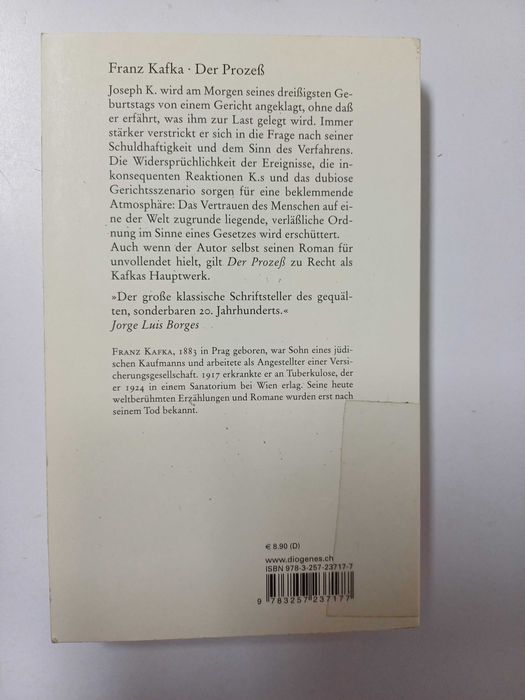 Franz Kafka · Der Prozeß
Joseph K. wird am Morgen seines dreißigsten Ge-
burtstags von einem Gericht angeklagt, ohne daß
er erfährt, was ihm zur Last gelegt wird. Immer
stärker verstrickt er sich in die Frage nach seiner
Schuldhaftigkeit und dem Sinn des Verfahrens.
Die Widersprüchlichkeit der Ereignisse, die in-
konsequenten Reaktionen K.s und das dubiose
Gerichtsszenario sorgen für eine beklemmende
Atmosphäre: Das Vertrauen des Menschen auf ei-
ne der Welt zugrunde liegende, verläßliche Ord-
nung im Sinne eines Gesetzes wird erschüttert.
Auch wenn der Autor selbst seinen Roman für
unvollendet hielt, gilt Der Prozeß zu Recht als
Kafkas Hauptwerk.
»Der große klassische Schriftsteller des gequäl-
ten, sonderbaren 20. Jahrhunderts.«
Jorge Luis Borges
Franz Kafka, 1883 in Prag geboren, war Sohn eines jüdi-
schen Kaufmanns und arbeitete als Angestellter einer Versi-
cherungsgesellschaft. 1917 erkrankte er an Tuberkulose, der
er 1924 in einem Sanatorium bei Wien erlag. Seine heute
weltberühmten Erzählungen und Romane wurden erst nach
seinem Tod bekannt.
€ 8.90 (D)
www.diogenes.ch
ISBN 978-3-257-23717-7
9 783257 237177